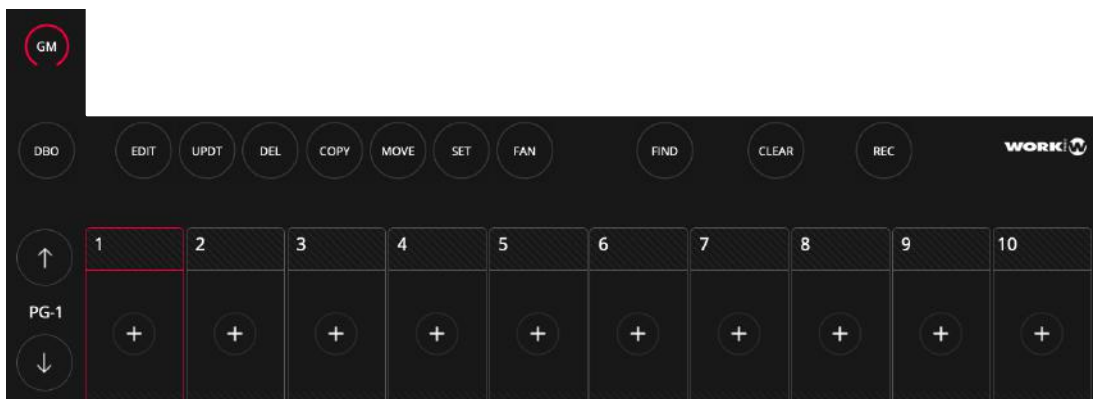 GM
DBO EDIT UPDT DEL COPY MOVE SET FAN FIND CLEAR REC WORK
1 2 3 4 5 6 7 8 9 10
PG-1
+ + + + + + + + + +